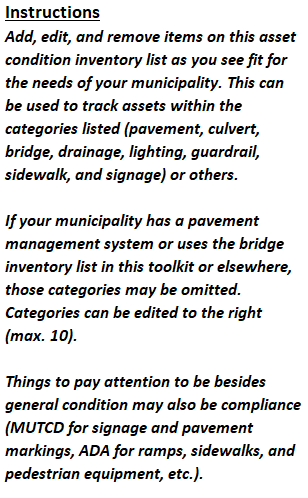 Instructions
Add, edit, and remove items on this asset
condition inventory list as you see fit for
the needs of your municipality. This can
be used to track assets within the
categories listed (pavement, culvert,
bridge, drainage, lighting, guardrail,
sidewalk, and signage) or others.
If your municipality has a pavement
management system or uses the bridge
inventory list in this toolkit or elsewhere,
those categories may be omitted.
Categories can be edited to the right
(max. 10).
Things to pay attention to be besides
general condition may also be compliance
(MUTCD for signage and pavement
markings, ADA for ramps, sidewalks, and
pedestrian equipment, etc.).